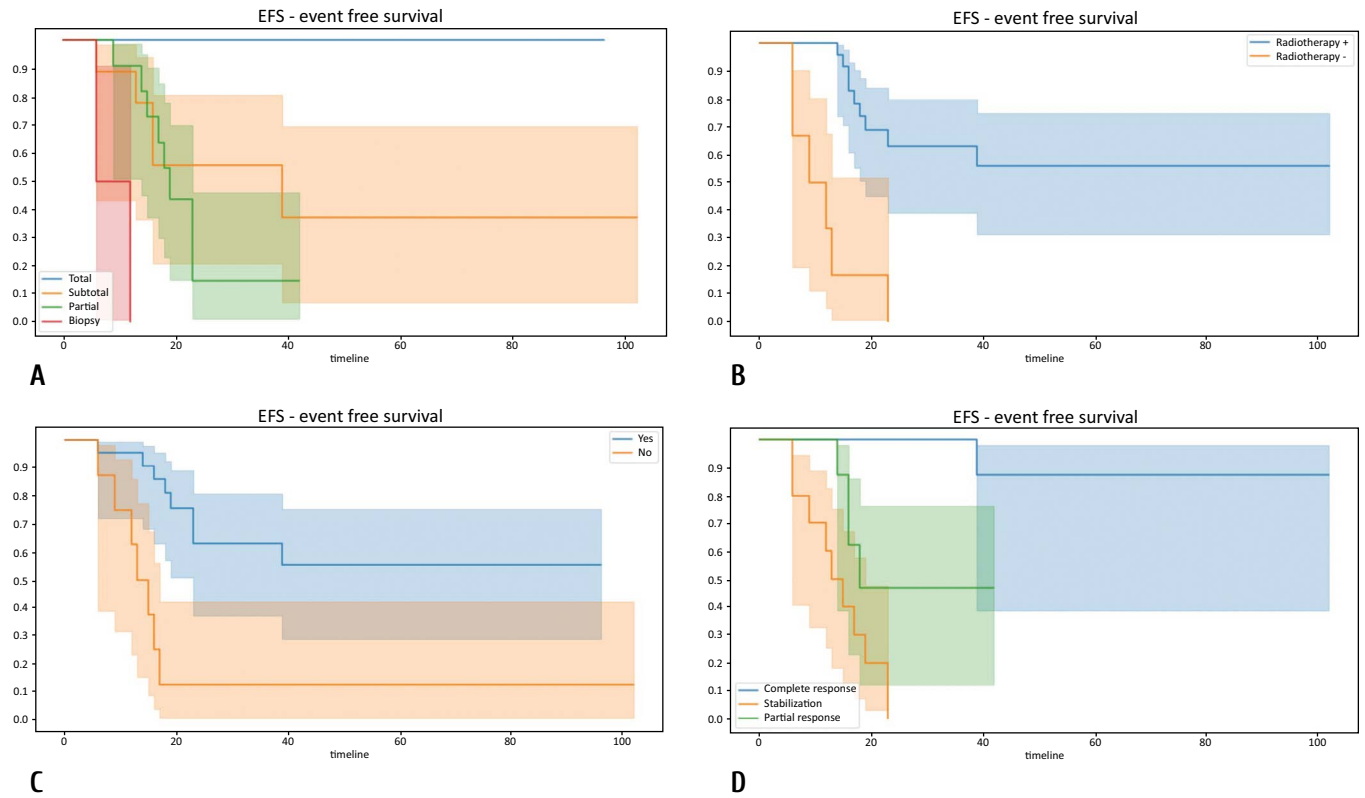 EFS - event free survival
0.9
0.8
0.7
0.6
0.5
0.4
0.3
0.2
0.1
0.0
Total
Subtotal
Partial
Biopsy
0 20 40 60 80 100
timeline
A
EFS - event free survival
0.9
0.8
0.7
0.6
0.5
0.4
0.3
0.2
0.1
0.0
Radiotherapy +
Radiotherapy -
0 20 40 60 80 100
timeline
B
EFS - event free survival
0.9
0.8
0.7
0.6
0.5
0.4
0.3
0.2
0.1
0.0
Yes
No
0 20 40 60 80 100
timeline
C
EFS - event free survival
0.9
0.8
0.7
0.6
0.5
0.4
0.3
0.2
0.1
0.0
Complete response
Stabilization
Partial response
0 20 40 60 80 100
timeline
D